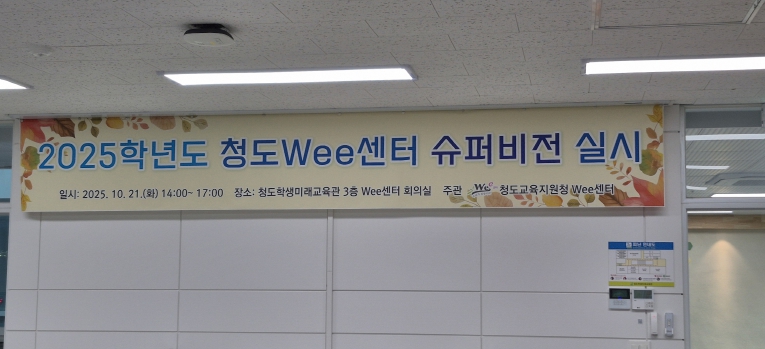 2025학년도 청도Wee센터 슈퍼비전 실시
일시: 2025. 10. 21.(화) 14:00~ 17:00 장소: 청도학생미래교육관 3층 Wee센터 회의실 주관 Wee 청도교육지원청 Wee센터